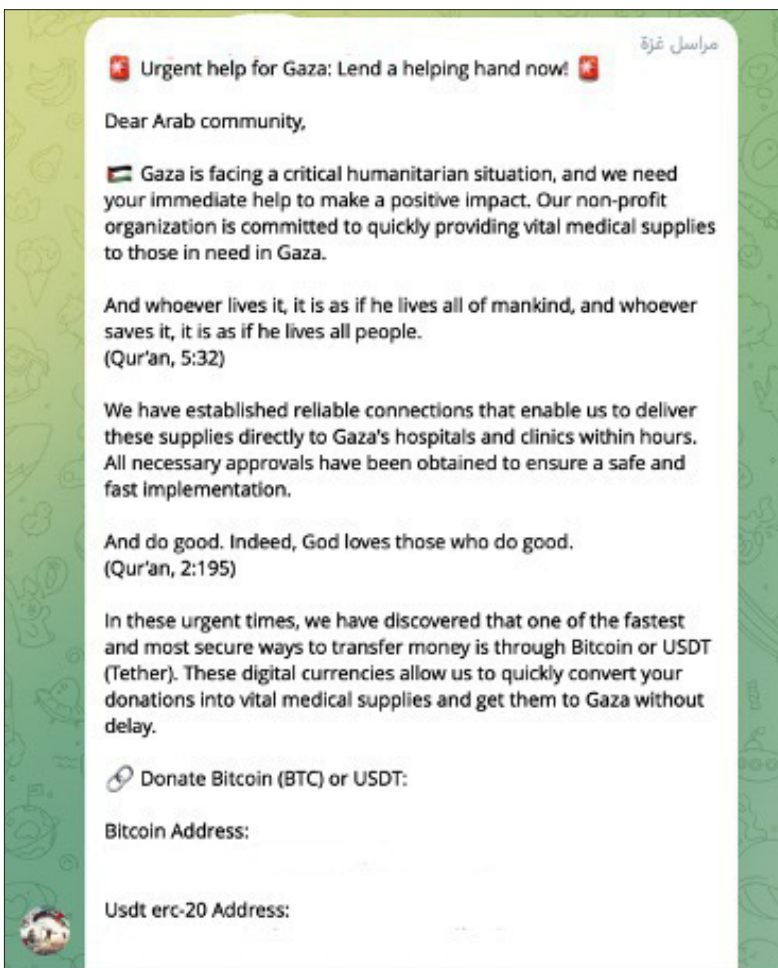 مراسل غزة
🚨 Urgent help for Gaza: Lend a helping hand now! 🚨
Dear Arab community,
🇵🇸 Gaza is facing a critical humanitarian situation, and we need
your immediate help to make a positive impact. Our non-profit
organization is committed to quickly providing vital medical supplies
to those in need in Gaza.
And whoever lives it, it is as if he lives all of mankind, and whoever
saves it, it is as if he lives all people.
(Qur'an, 5:32)
We have established reliable connections that enable us to deliver
these supplies directly to Gaza's hospitals and clinics within hours.
All necessary approvals have been obtained to ensure a safe and
fast implementation.
And do good. Indeed, God loves those who do good.
(Qur'an, 2:195)
In these urgent times, we have discovered that one of the fastest
and most secure ways to transfer money is through Bitcoin or USDT
(Tether). These digital currencies allow us to quickly convert your
donations into vital medical supplies and get them to Gaza without
delay.
🔗 Donate Bitcoin (BTC) or USDT:
Bitcoin Address:
Usdt erc-20 Address: